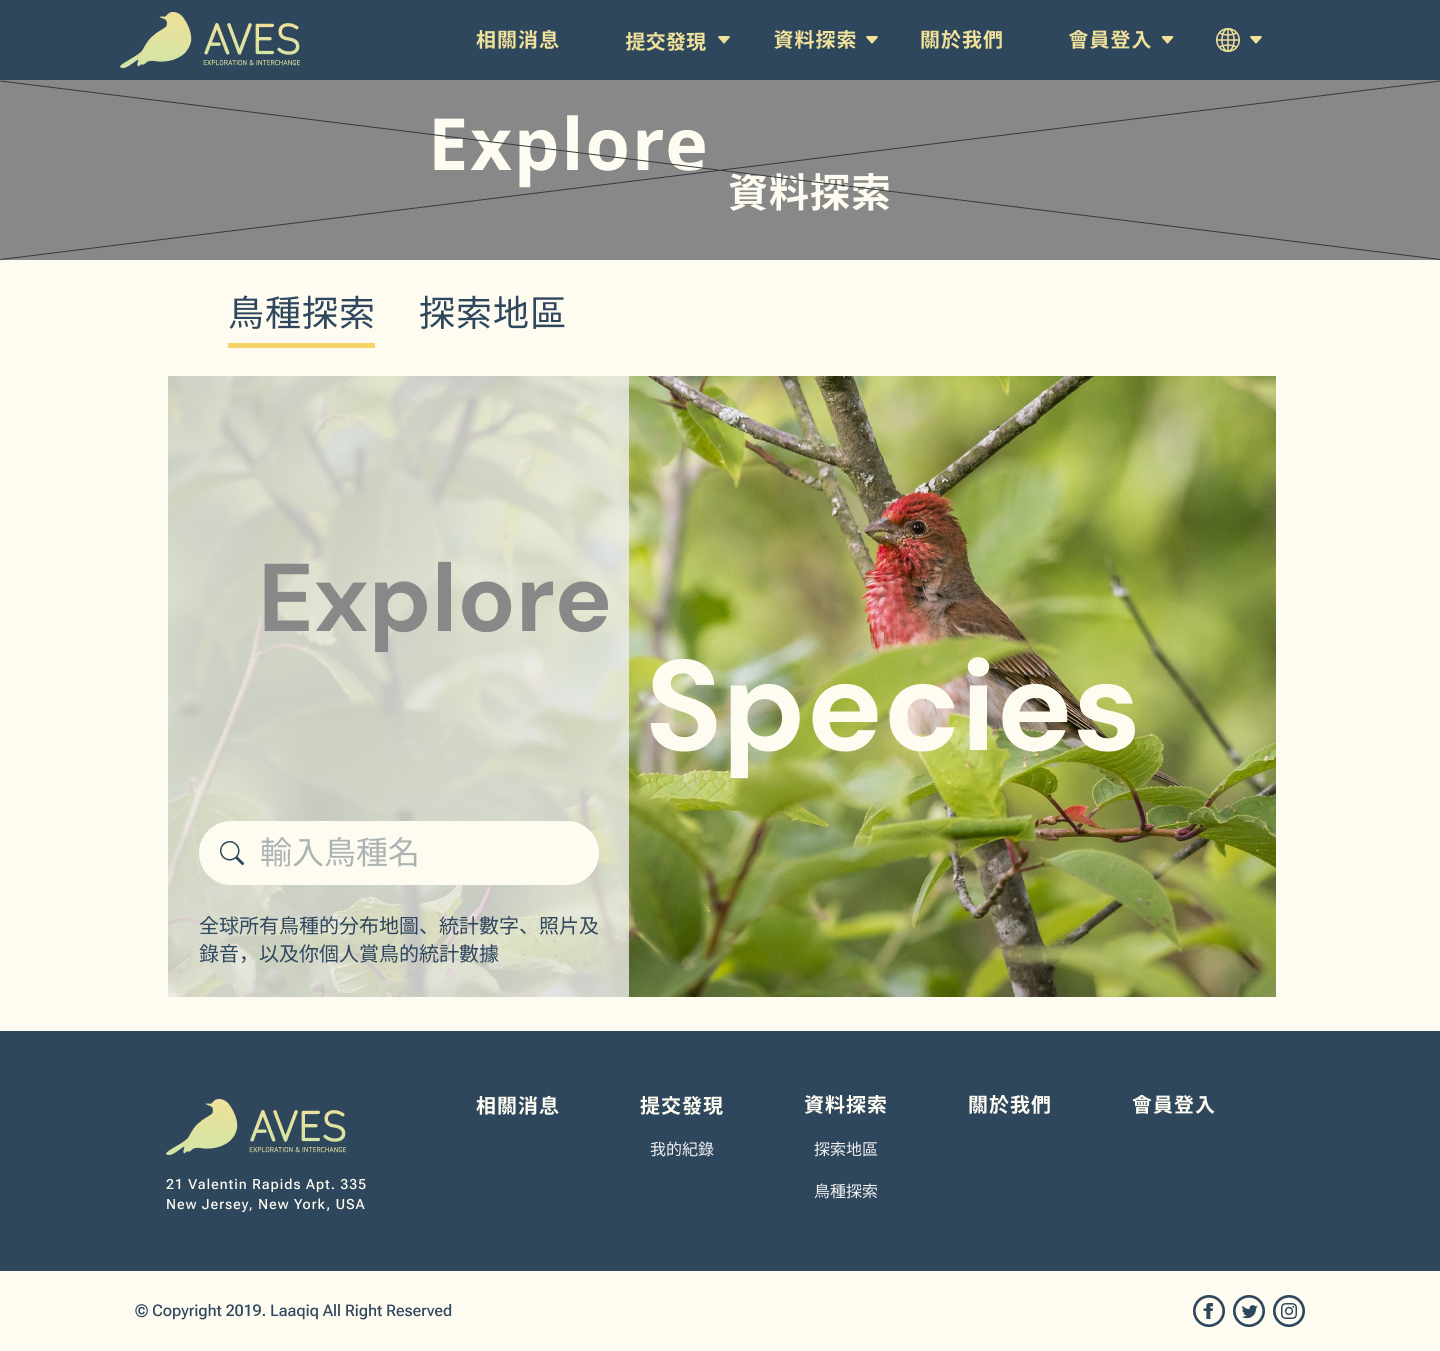 AVES
EXPLORATION & INTERCHANGE
相關消息
提交發現
資料探索
關於我們
會員登入
Explore
資料探索
鳥種探索
探索地區
Explore
Species
輸入鳥種名
全球所有鳥種的分布地圖、統計數字、照片及
錄音，以及你個人賞鳥的統計數據
AVES
EXPLORATION & INTERCHANGE
21 Valentin Rapids Apt. 335
New Jersey, New York, USA
相關消息
提交發現
我的紀錄
資料探索
探索地區
鳥種探索
關於我們
會員登入
© Copyright 2019. Laaqiq All Right Reserved